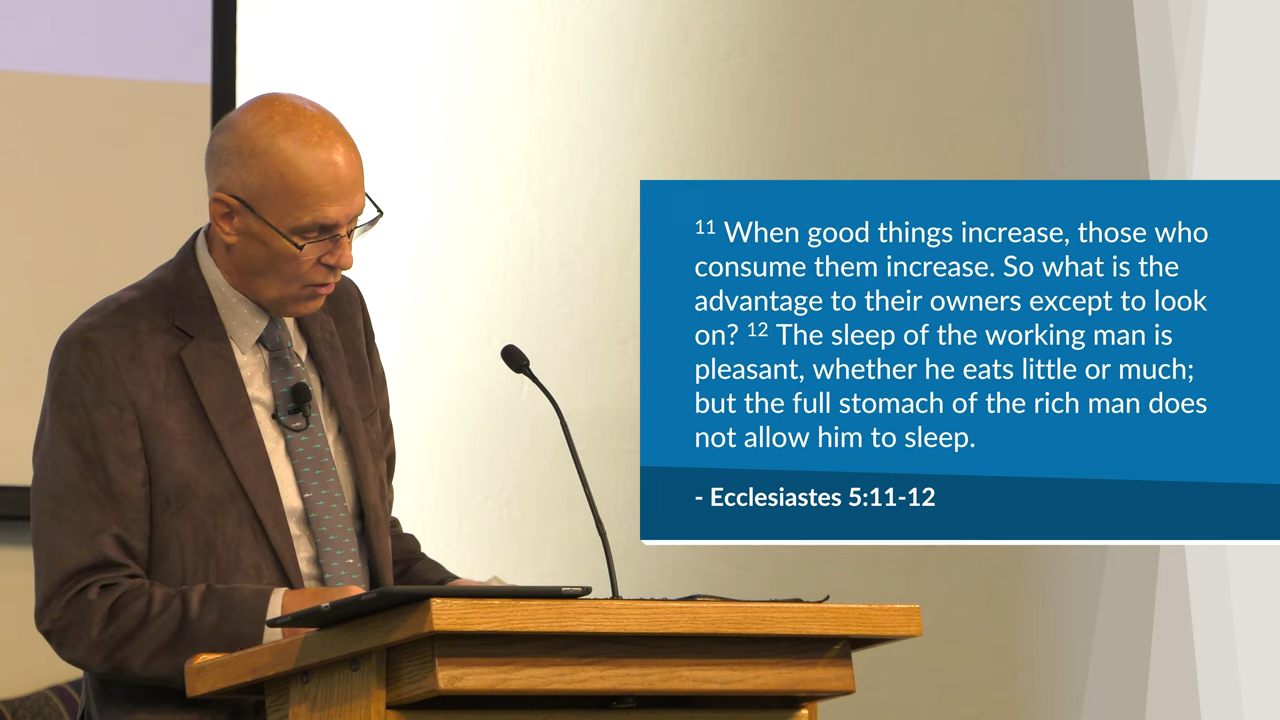 ¹¹ When good things increase, those who
consume them increase. So what is the
advantage to their owners except to look
on? ¹² The sleep of the working man is
pleasant, whether he eats little or much;
but the full stomach of the rich man does
not allow him to sleep.
- Ecclesiastes 5:11-12